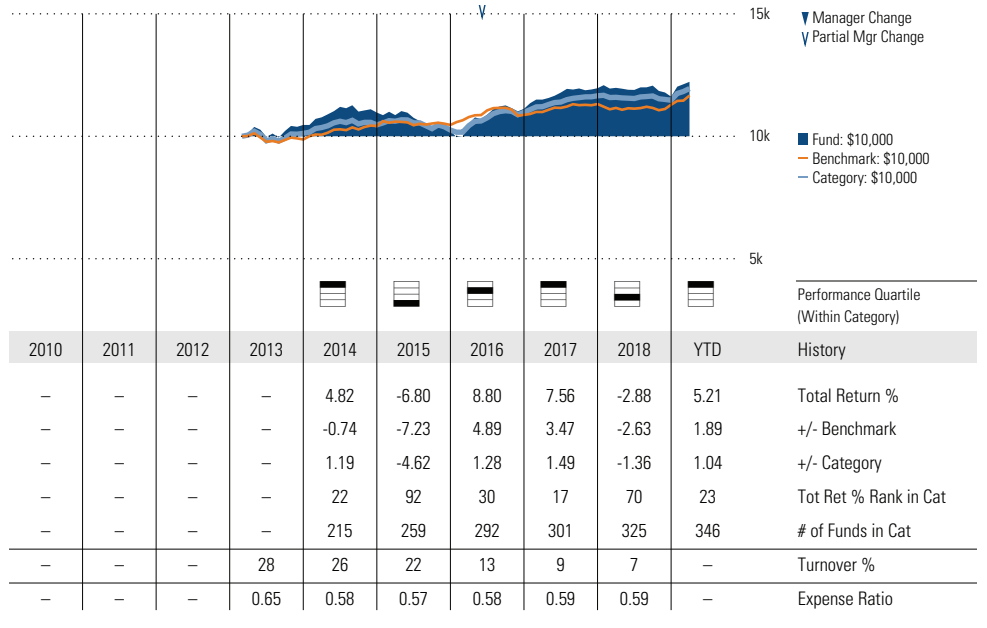 15k
Manager Change
Partial Mgr Change
10k
Fund: $10,000
Benchmark: $10,000
Category: $10,000
5k
Performance Quartile
(Within Category)
2010 2011 2012 2013 2014 2015 2016 2017 2018 YTD History
– – – – 4.82 -6.80 8.80 7.56 -2.88 5.21 Total Return %
– – – – -0.74 -7.23 4.89 3.47 -2.63 1.89 +/- Benchmark
– – – – 1.19 -4.62 1.28 1.49 -1.36 1.04 +/- Category
– – – – 22 92 30 17 70 23 Tot Ret % Rank in Cat
– – – – 215 259 292 301 325 346 # of Funds in Cat
– – – 28 26 22 13 9 7 – Turnover %
– – – 0.65 0.58 0.57 0.58 0.59 0.59 – Expense Ratio